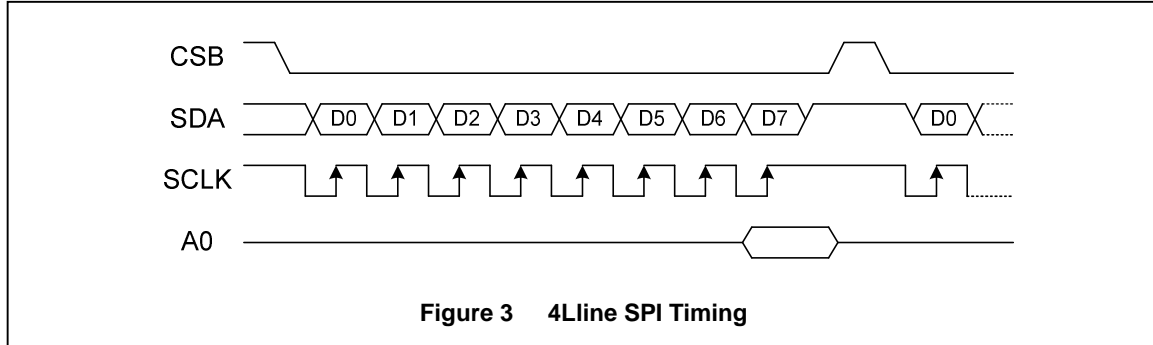 CSB
SDA D0 D1 D2 D3 D4 D5 D6 D7 D0
SCLK
A0
Figure 3 4Lline SPI Timing